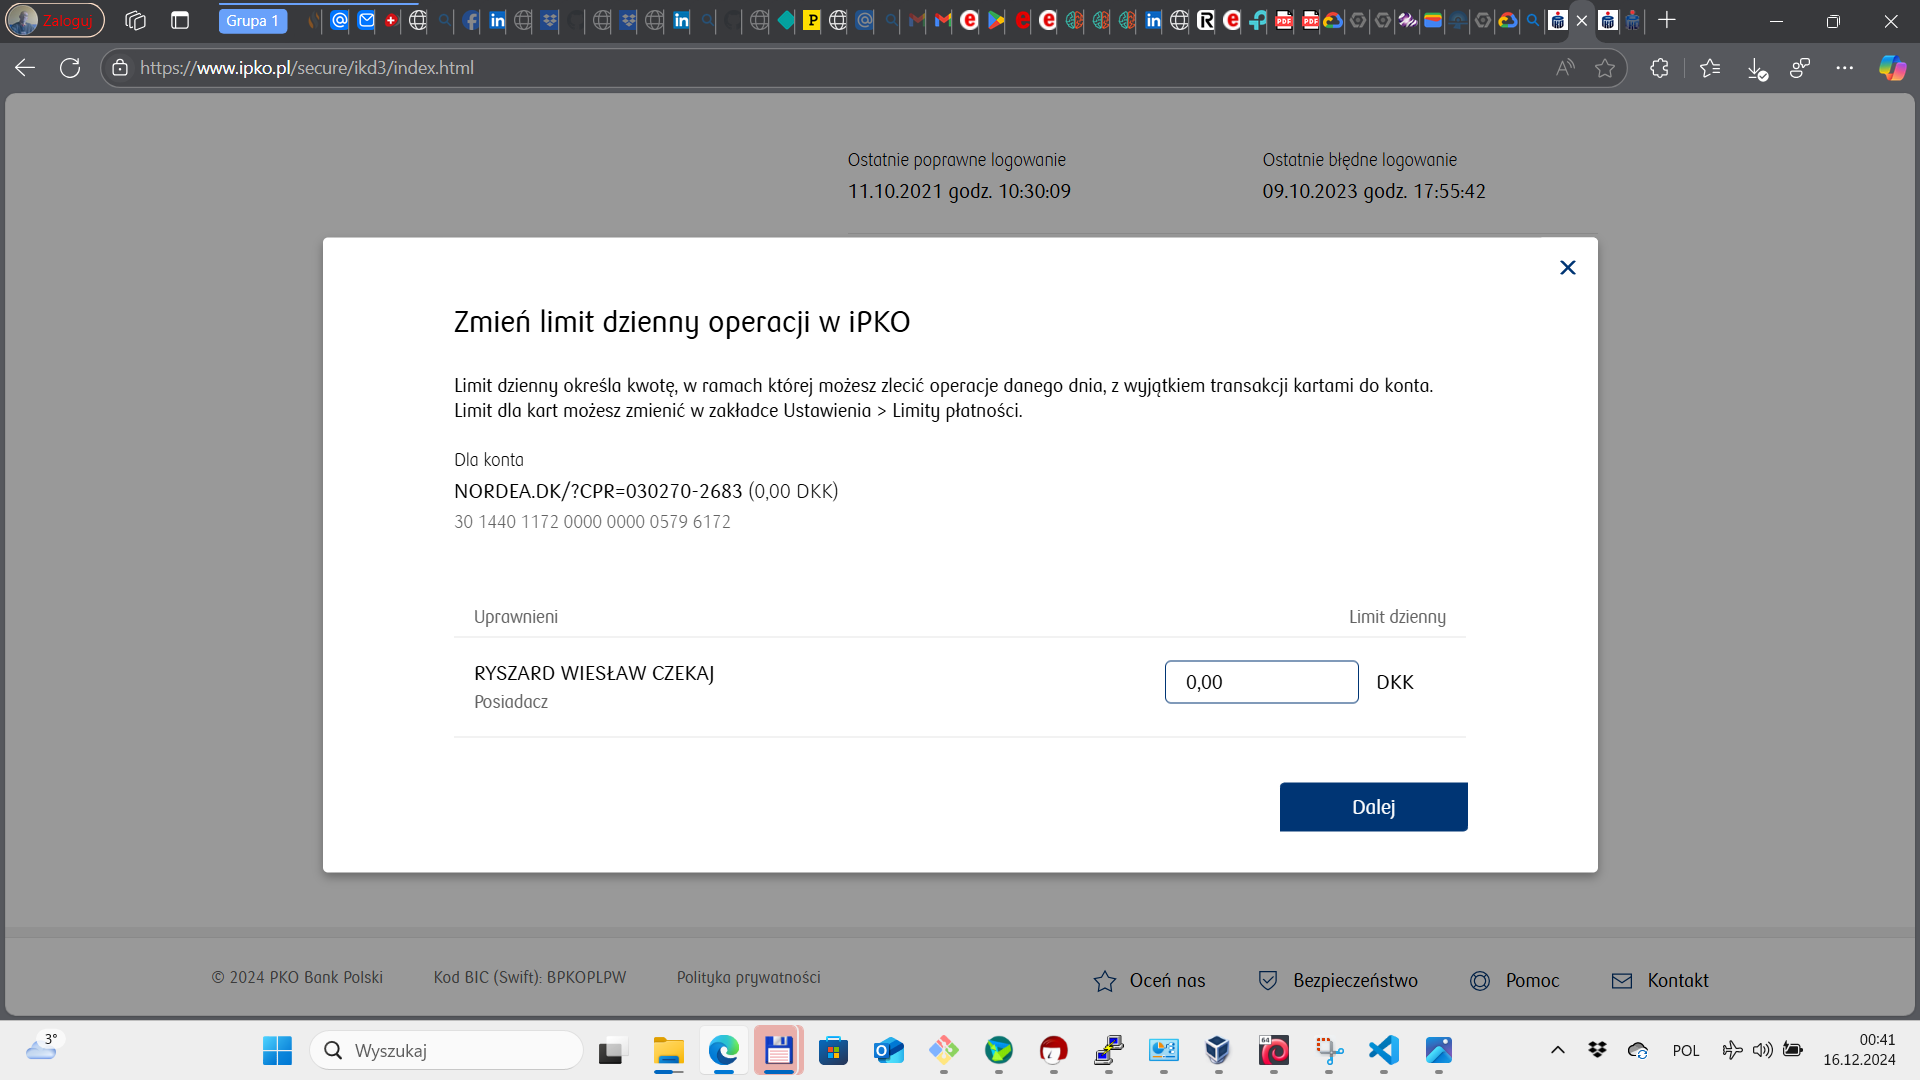 Zaloguj
Grupa 1
https://www.ipko.pl/secure/ikd3/index.html
Ostatnie poprawne logowanie
11.10.2021 godz. 10:30:09
Ostatnie błędne logowanie
09.10.2023 godz. 17:55:42
Zmień limit dzienny operacji w iPKO
Limit dzienny określa kwotę, w ramach której możesz zlecić operacje danego dnia, z wyjątkiem transakcji kartami do konta.
Limit dla kart możesz zmienić w zakładce Ustawienia > Limity płatności.
Dla konta
NORDEA.DK/?CPR=030270-2683 (0,00 DKK)
30 1440 1172 0000 0000 0579 6172
Uprawnieni
Limit dzienny
RYSZARD WIESŁAW CZEKAJ
Posiadacz
0,00 DKK
Dalej
© 2024 PKO Bank Polski
Kod BIC (Swift): BPKOPLPW
Polityka prywatności
Oceń nas
Bezpieczeństwo
Pomoc
Kontakt
3°
Wyszukaj
POL
00:41
16.12.2024